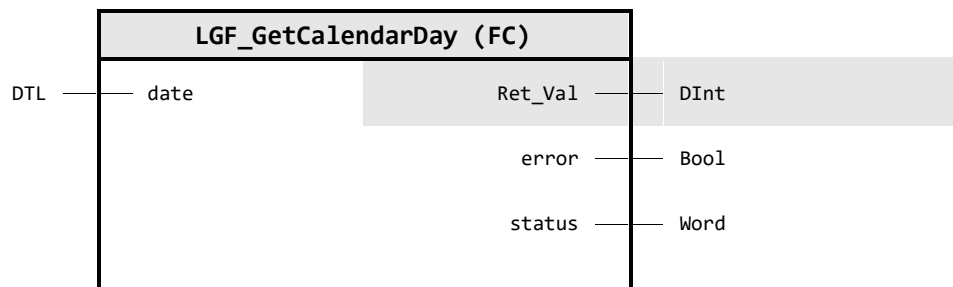 LGF_GetCalendarDay (FC)
DTL date Ret_Val DInt
error Bool
status Word